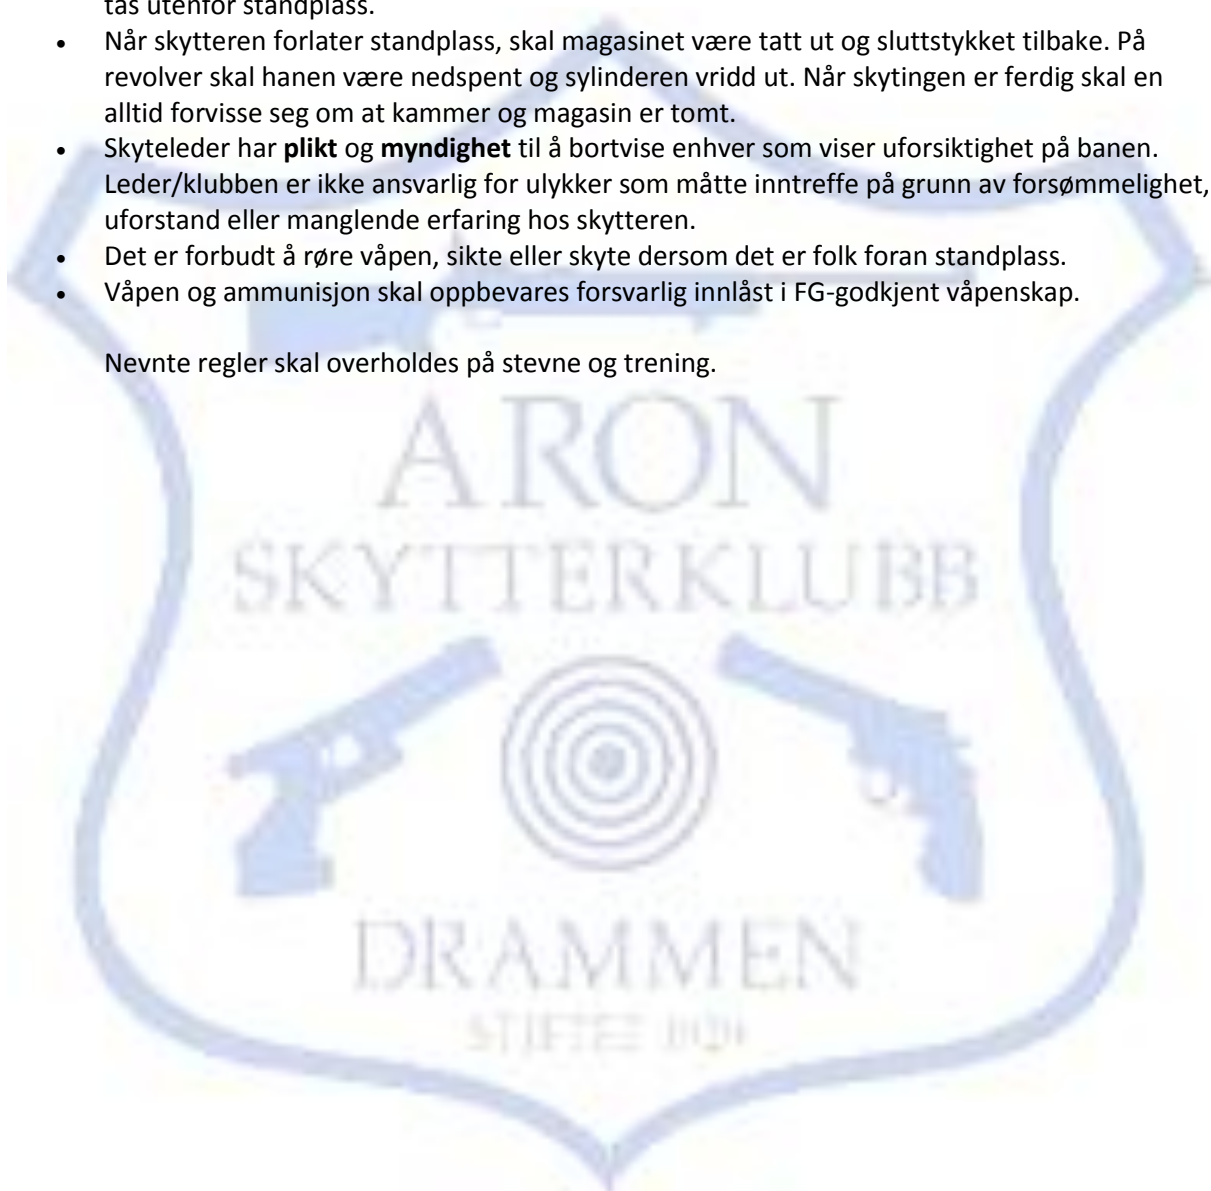 tas utenfor standplass.
• Når skytteren forlater standplass, skal magasinet være tatt ut og sluttstykket tilbake. På
revolver skal hanen være nedspent og sylinderen vridd ut. Når skytingen er ferdig skal en
alltid forvisse seg om at kammer og magasin er tomt.
• Skyteleder har plikt og myndighet til å bortvise enhver som viser uforsiktighet på banen.
Leder/klubben er ikke ansvarlig for ulykker som måtte inntreffe på grunn av forsømmelighet,
uforstand eller manglende erfaring hos skytteren.
• Det er forbudt å røre våpen, sikte eller skyte dersom det er folk foran standplass.
• Våpen og ammunisjon skal oppbevares forsvarlig innlåst i FG-godkjent våpenskap.
Nevnte regler skal overholdes på stevne og trening.
ARON
SKYTTERKLUBB
DRAMMEN
STIFTET